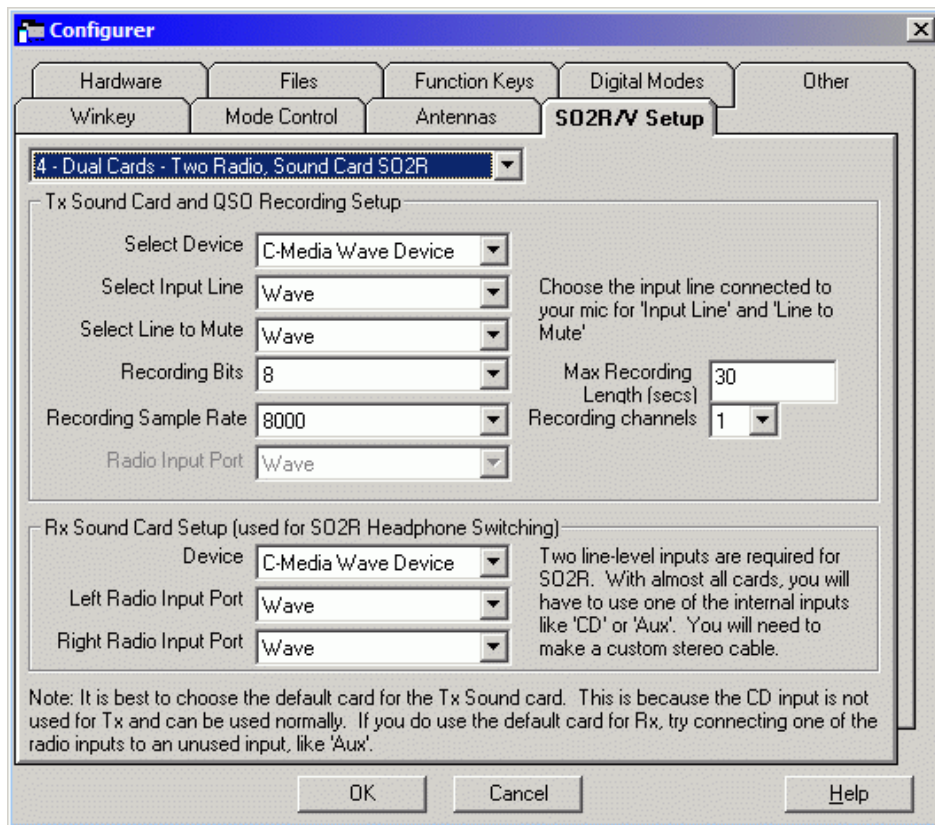 Configurer
Hardware
Files
Function Keys
Digital Modes
Other
Winkey
Mode Control
Antennas
SO2R/V Setup
4 - Dual Cards - Two Radio, Sound Card SO2R
Tx Sound Card and QSO Recording Setup
Select Device
C-Media Wave Device
Select Input Line
Wave
Select Line to Mute
Wave
Choose the input line connected to
your mic for 'Input Line' and 'Line to
Mute'
Recording Bits
8
Max Recording
Length (secs)
30
Recording Sample Rate
8000
Recording channels
1
Radio Input Port
Wave
Rx Sound Card Setup (used for SO2R Headphone Switching)
Device
C-Media Wave Device
Left Radio Input Port
Wave
Right Radio Input Port
Wave
Two line-level inputs are required for
SO2R. With almost all cards, you will
have to use one of the internal inputs
like 'CD' or 'Aux'. You will need to
make a custom stereo cable.
Note: It is best to choose the default card for the Tx Sound card. This is because the CD input is not
used for Tx and can be used normally. If you do use the default card for Rx, try connecting one of the
radio inputs to an unused input, like 'Aux'.
OK
Cancel
Help